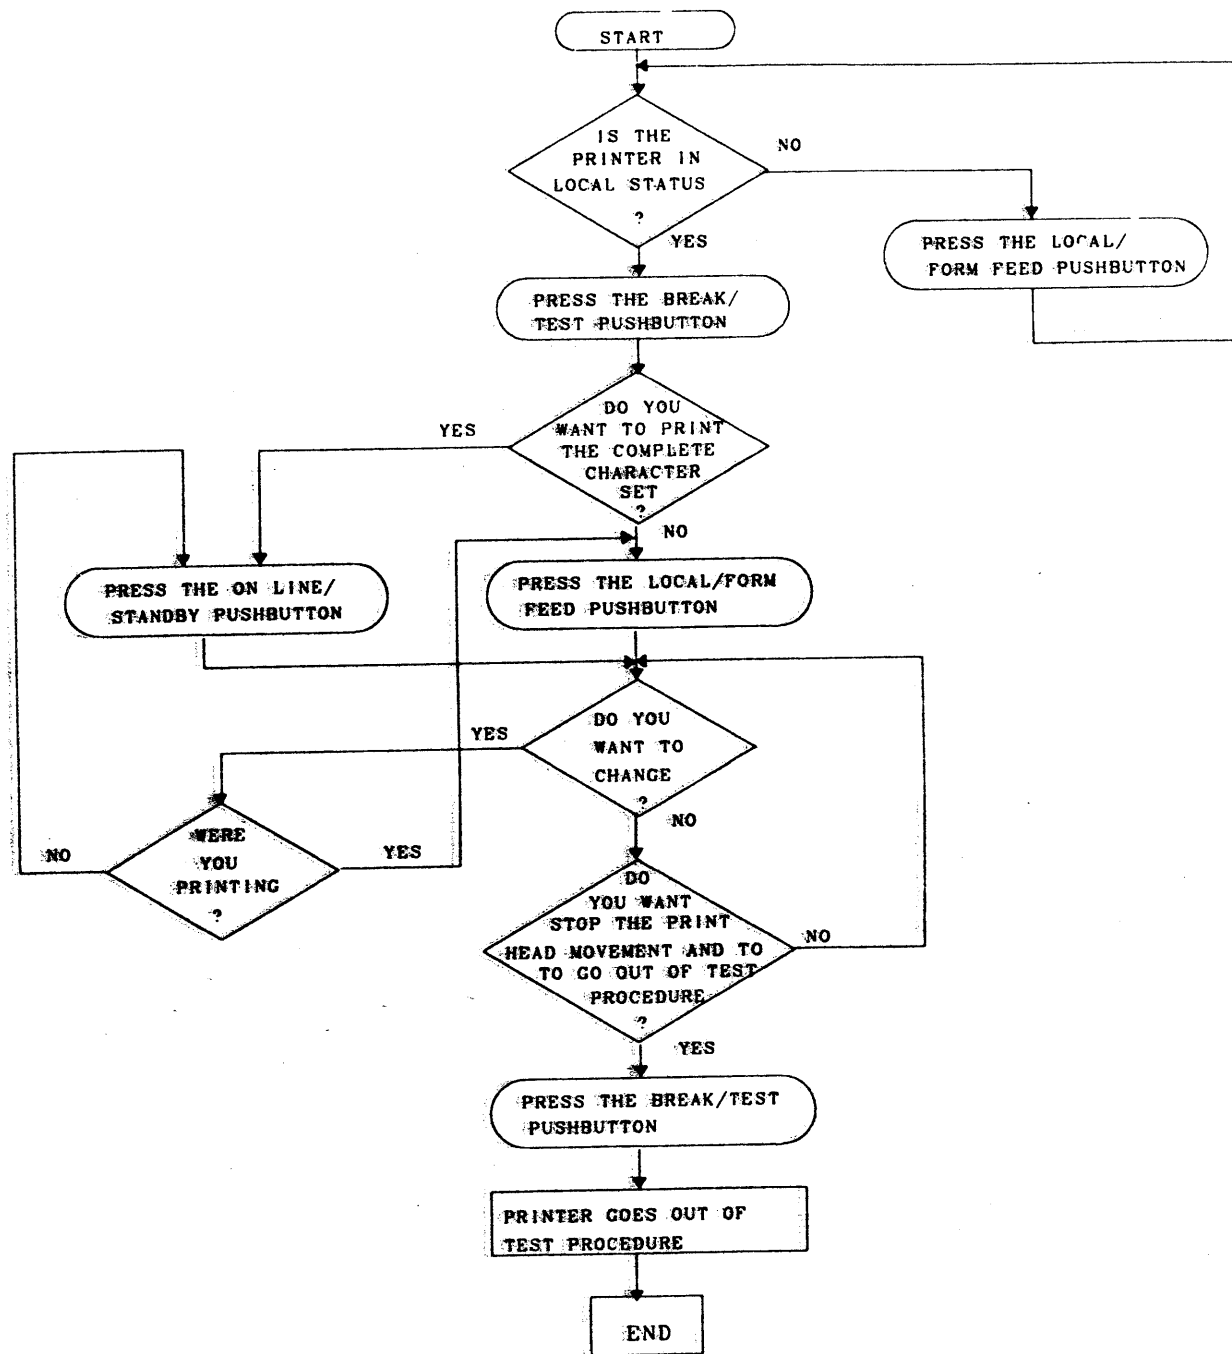 START
IS THE
PRINTER IN
LOCAL STATUS
?
NO
YES
PRESS THE LOCAL/
FORM FEED PUSHBUTTON
PRESS THE BREAK/
TEST PUSHBUTTON
DO YOU
WANT TO PRINT
THE COMPLETE
CHARACTER
SET
?
YES
NO
PRESS THE ON LINE/
STANDBY PUSHBUTTON
PRESS THE LOCAL/FORM
FEED PUSHBUTTON
DO YOU
WANT TO
CHANGE
?
YES
NO
WERE
YOU
PRINTING
?
NO
YES
DO
YOU WANT
STOP THE PRINT
HEAD MOVEMENT AND TO
TO GO OUT OF TEST
PROCEDURE
?
NO
YES
PRESS THE BREAK/TEST
PUSHBUTTON
PRINTER GOES OUT OF
TEST PROCEDURE
END